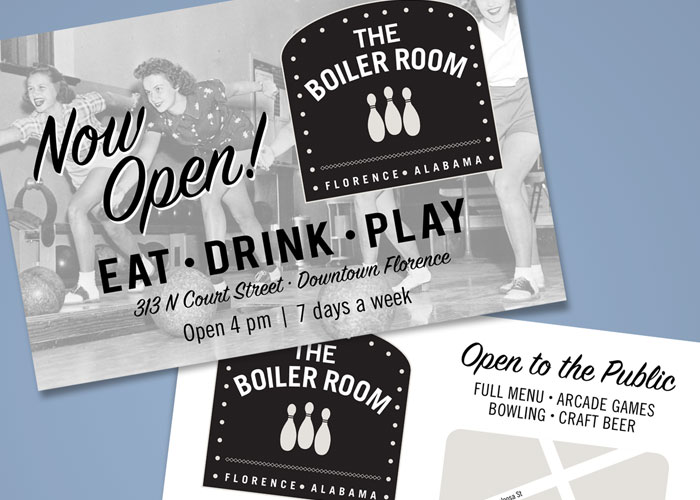 THE
BOILER ROOM
FLORENCE • ALABAMA
Now
Open!
EAT • DRINK • PLAY
313 N Court Street • Downtown Florence
Open 4 pm | 7 days a week
THE
BOILER ROOM
FLORENCE • ALABAMA
Open to the Public
FULL MENU • ARCADE GAMES
BOWLING • CRAFT BEER